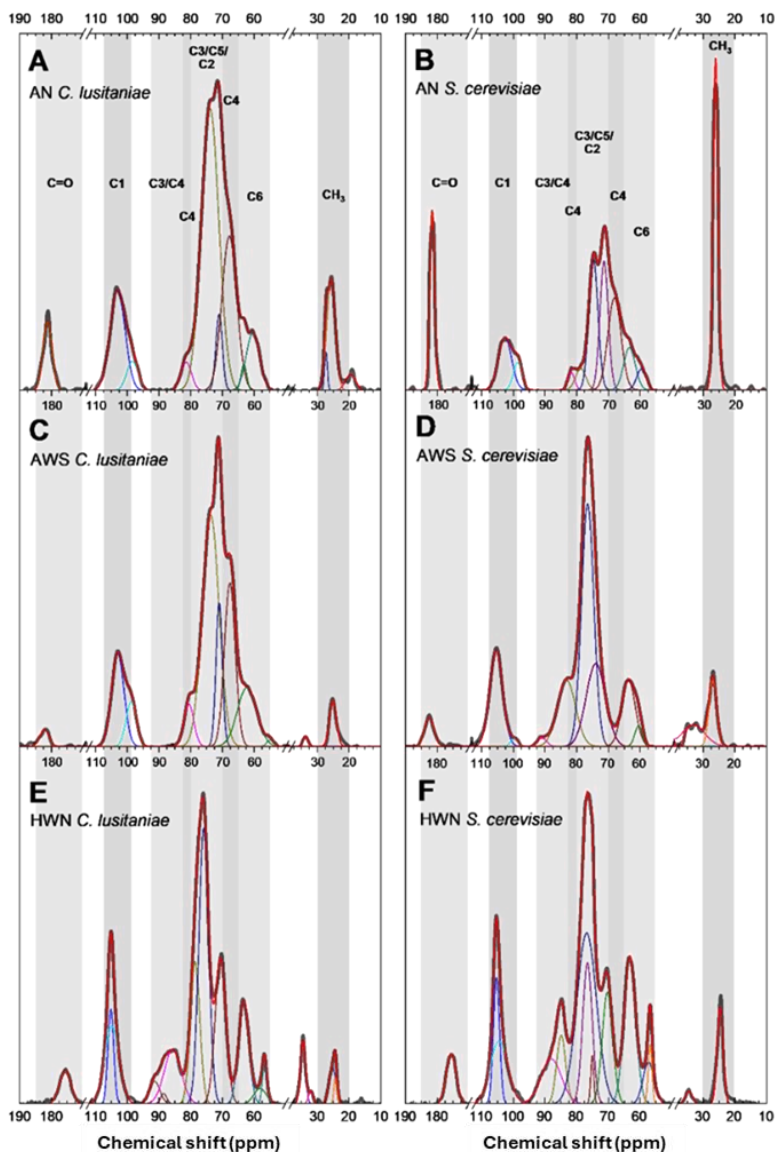 190 180 110 100 90 80 70 60 30 20 10
A
AN C. lusitaniae
C3/C5/
C2
C4
C=O
C1
C3/C4
C4
C6
CH3
180 110 100 90 80 70 60 30 20
190 180 110 100 90 80 70 60 30 20 10
B
AN S. cerevisiae
CH3
C3/C5/
C2
C=O
C1
C3/C4
C4
C4
C6
180 110 100 90 80 70 60 30 20 10
C
AWS C. lusitaniae
180 110 100 90 80 70 60 30 20
D
AWS S. cerevisiae
180 110 100 90 80 70 60 30 20 10
E
HWN C. lusitaniae
190 180 110 100 90 80 70 60 30 20 10
Chemical shift (ppm)
F
HWN S. cerevisiae
190 180 110 100 90 80 70 60 30 20 10
Chemical shift (ppm)